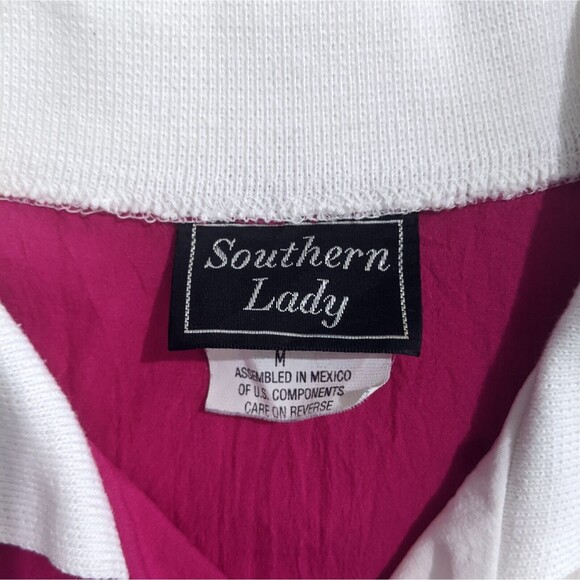 Southern
Lady
M
ASSEMBLED IN MEXICO
OF U.S. COMPONENTS
CARE ON REVERSE